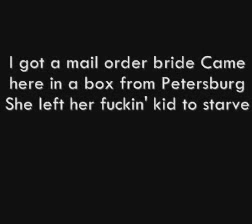 I got a mail order bride Came
here in a box from Petersburg
She left her fuckin' kid to starve